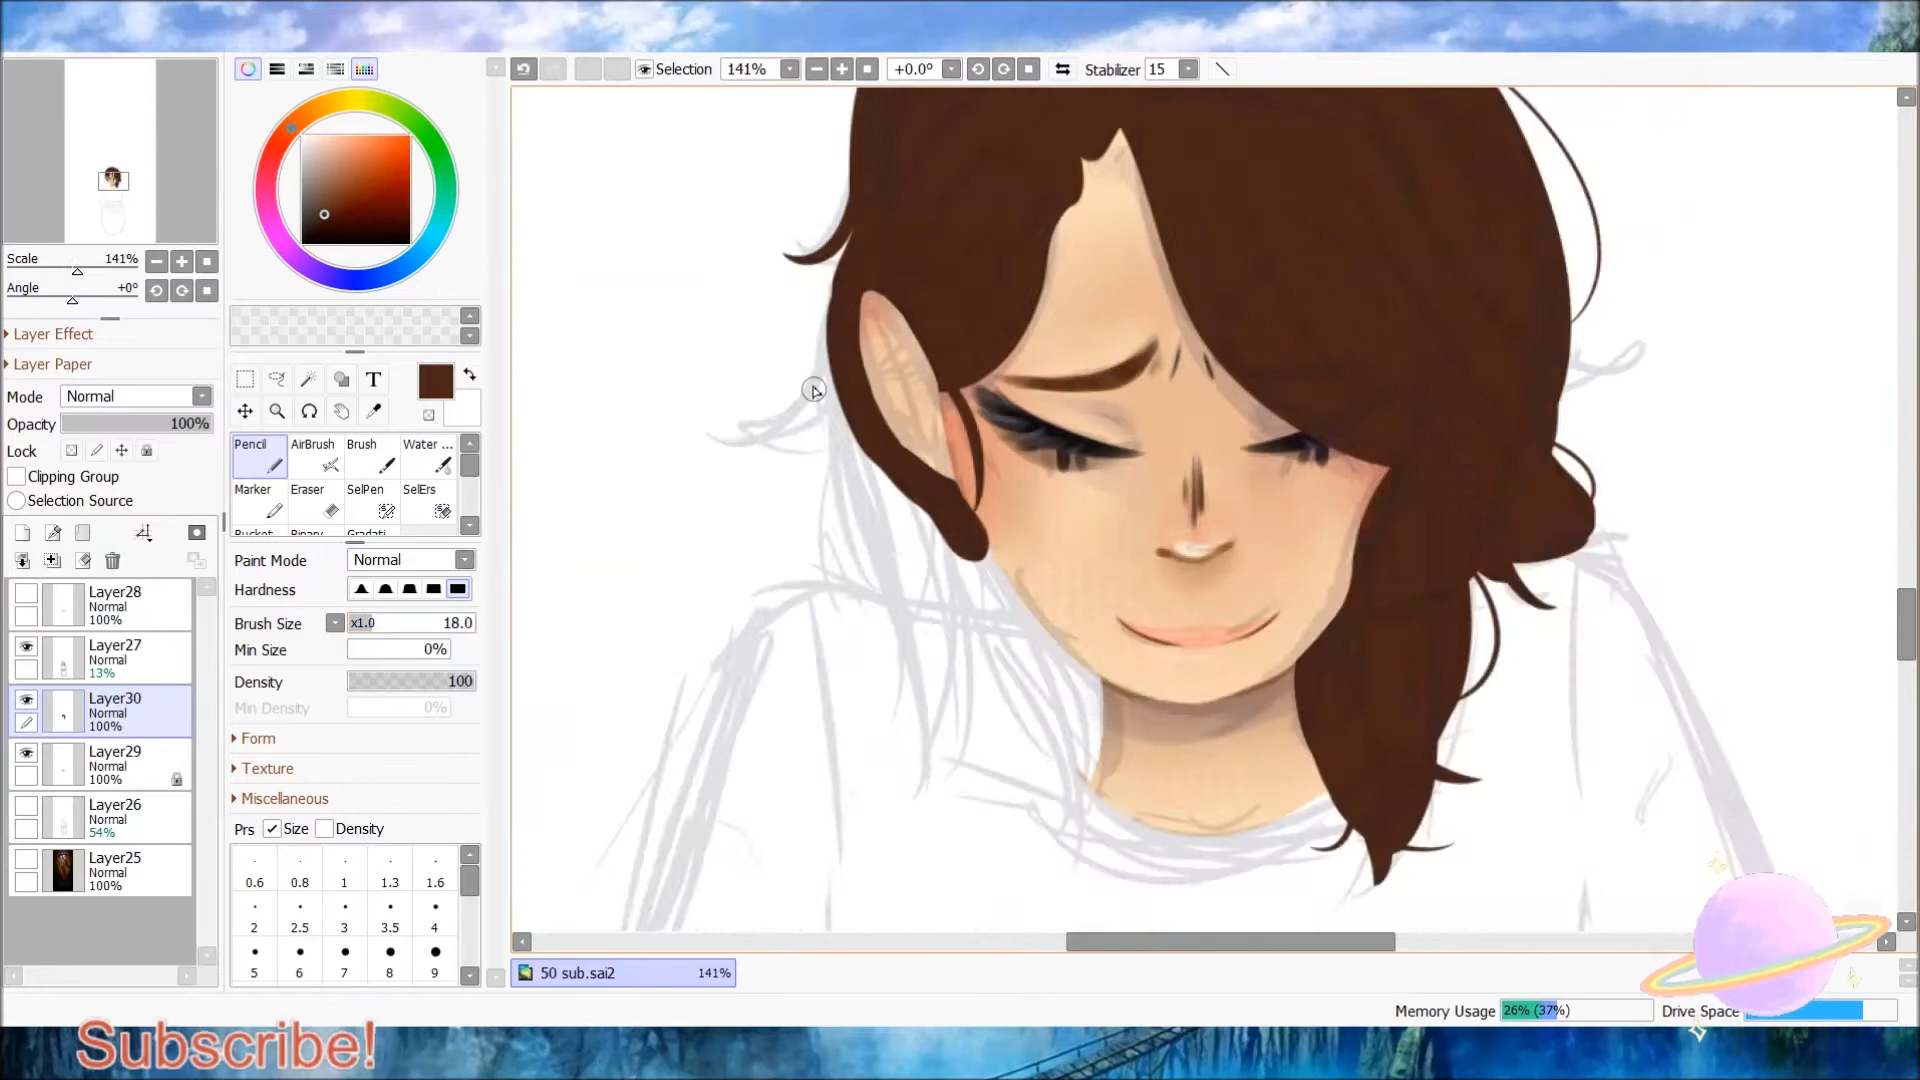 Selection 141% +0.0° Stabilizer 15
Scale 141%
Angle +0°
Layer Effect
Layer Paper
Mode Normal
Opacity 100%
Lock
Clipping Group
Selection Source
Layer28
Normal
100%
Layer27
Normal
13%
Layer30
Normal
100%
Layer29
Normal
100%
Layer26
Normal
54%
Layer25
Normal
100%
T
Pencil AirBrush Brush Water ...
Marker Eraser SelPen SelErs
Bucket Binary Gradati
Paint Mode Normal
Hardness
Brush Size x1.0 18.0
Min Size 0%
Density 100
Min Density 0%
Form
Texture
Miscellaneous
Prs Size Density
0.6 0.8 1 1.3 1.6
2 2.5 3 3.5 4
5 6 7 8 9
50 sub.sai2 141%
Memory Usage 26% (37%) Drive Space
Subscribe!